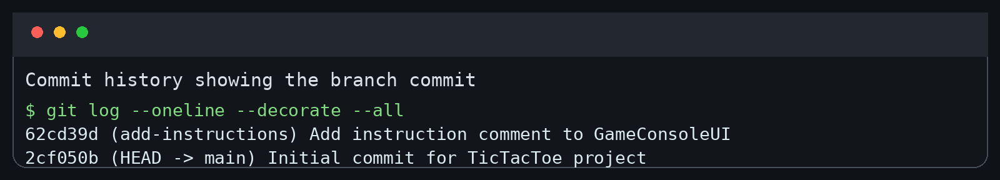 Commit history showing the branch commit
$ git log --oneline --decorate --all
62cd39d (add-instructions) Add instruction comment to GameConsoleUI
2cf050b (HEAD -> main) Initial commit for TicTacToe project